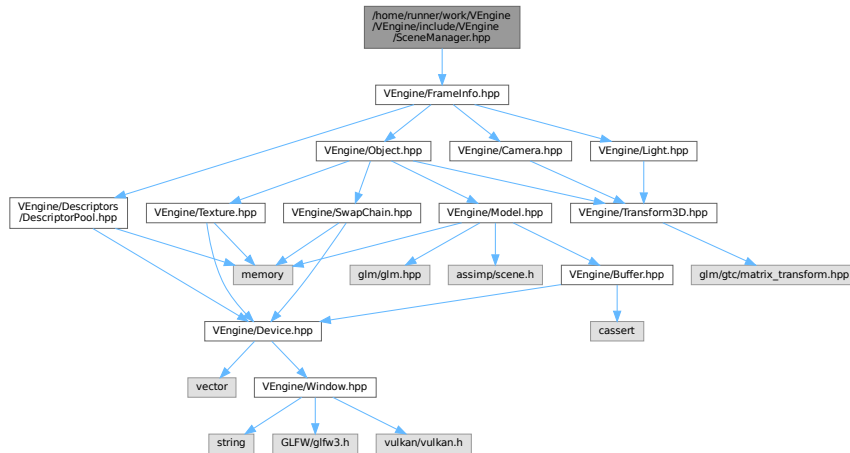 /home/runner/work/VEngine
/VEngine/include/VEngine
/SceneManager.hpp
VEngine/FrameInfo.hpp
VEngine/Object.hpp
VEngine/Camera.hpp
VEngine/Light.hpp
VEngine/Descriptors
/DescriptorPool.hpp
VEngine/Texture.hpp
VEngine/SwapChain.hpp
VEngine/Model.hpp
VEngine/Transform3D.hpp
memory
glm/glm.hpp
assimp/scene.h
VEngine/Buffer.hpp
glm/gtc/matrix_transform.hpp
VEngine/Device.hpp
cassert
vector
VEngine/Window.hpp
string
GLFW/glfw3.h
vulkan/vulkan.h